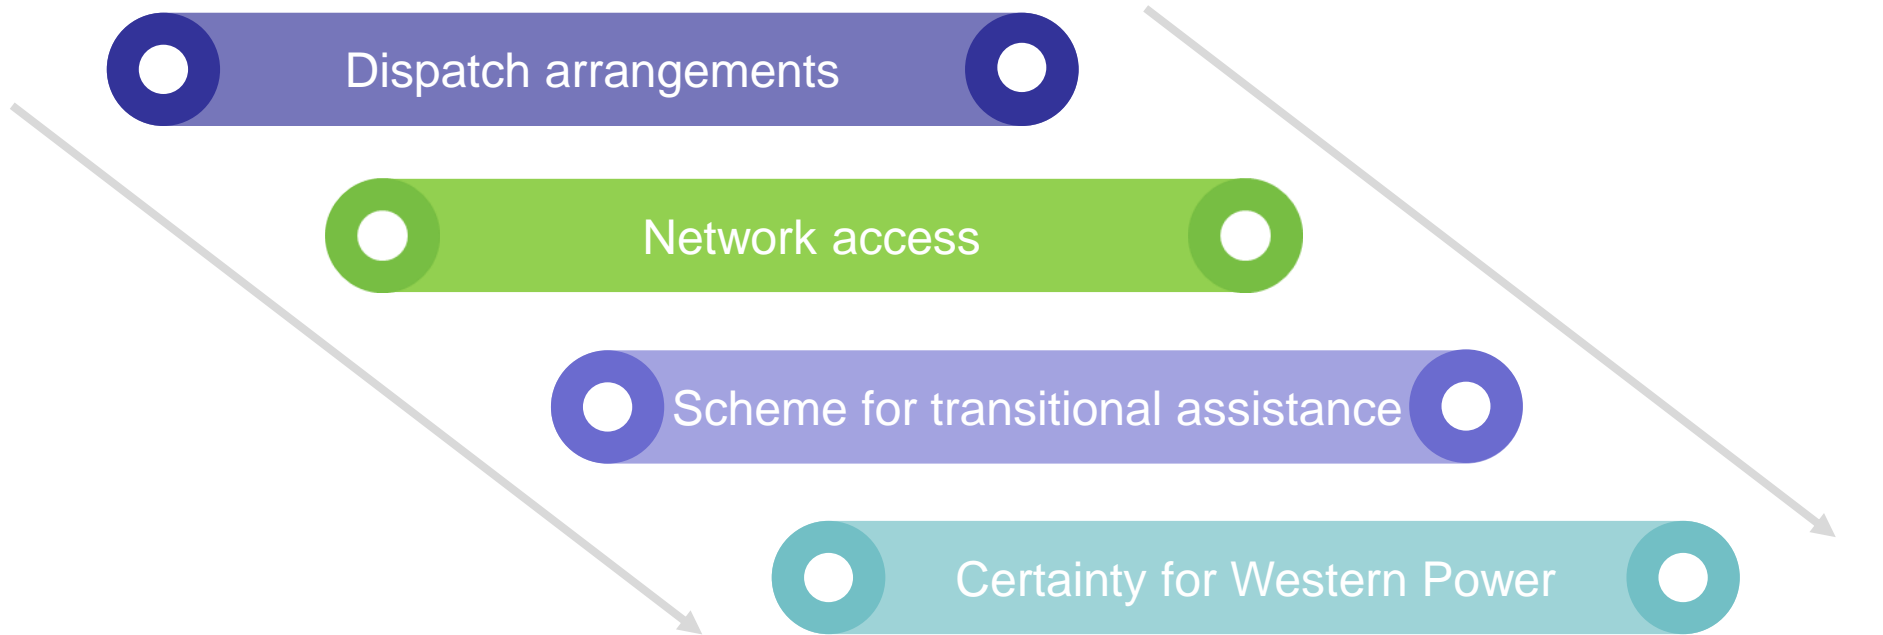 Dispatch arrangements
Network access
Scheme for transitional assistance
Certainty for Western Power